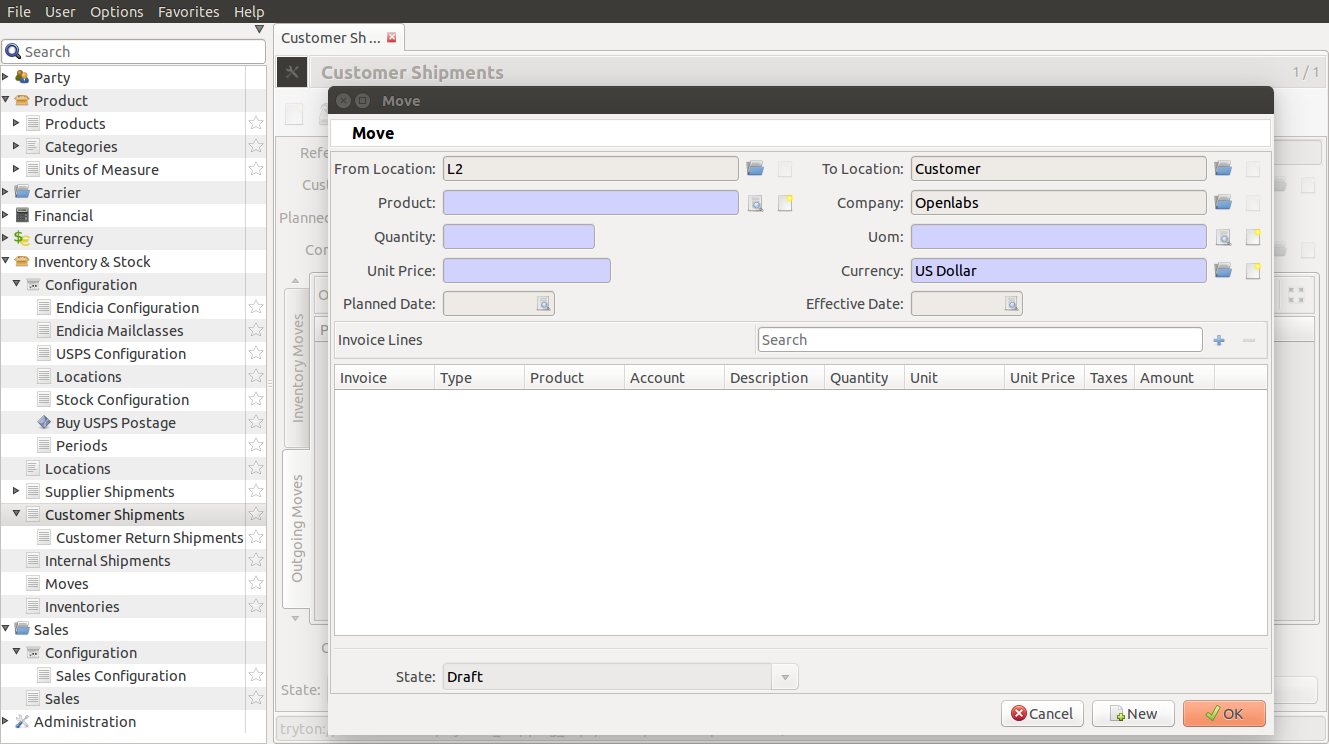 File User Options Favorites Help
Search
Party
Product
Products
Categories
Units of Measure
Carrier
Financial
Currency
Inventory & Stock
Configuration
Endicia Configuration
Endicia Mailclasses
USPS Configuration
Locations
Stock Configuration
Buy USPS Postage
Periods
Locations
Supplier Shipments
Customer Shipments
Customer Return Shipments
Internal Shipments
Moves
Inventories
Sales
Configuration
Sales Configuration
Sales
Administration
Customer Sh ...
Customer Shipments 1 / 1
Inventory Moves
Outgoing Moves
State:
Move
Move
From Location: L2 To Location: Customer
Product: Company: Openlabs
Quantity: Uom:
Unit Price: Currency: US Dollar
Planned Date: Effective Date:
Invoice Lines Search
Invoice Type Product Account Description Quantity Unit Unit Price Taxes Amount
State: Draft
Cancel New OK